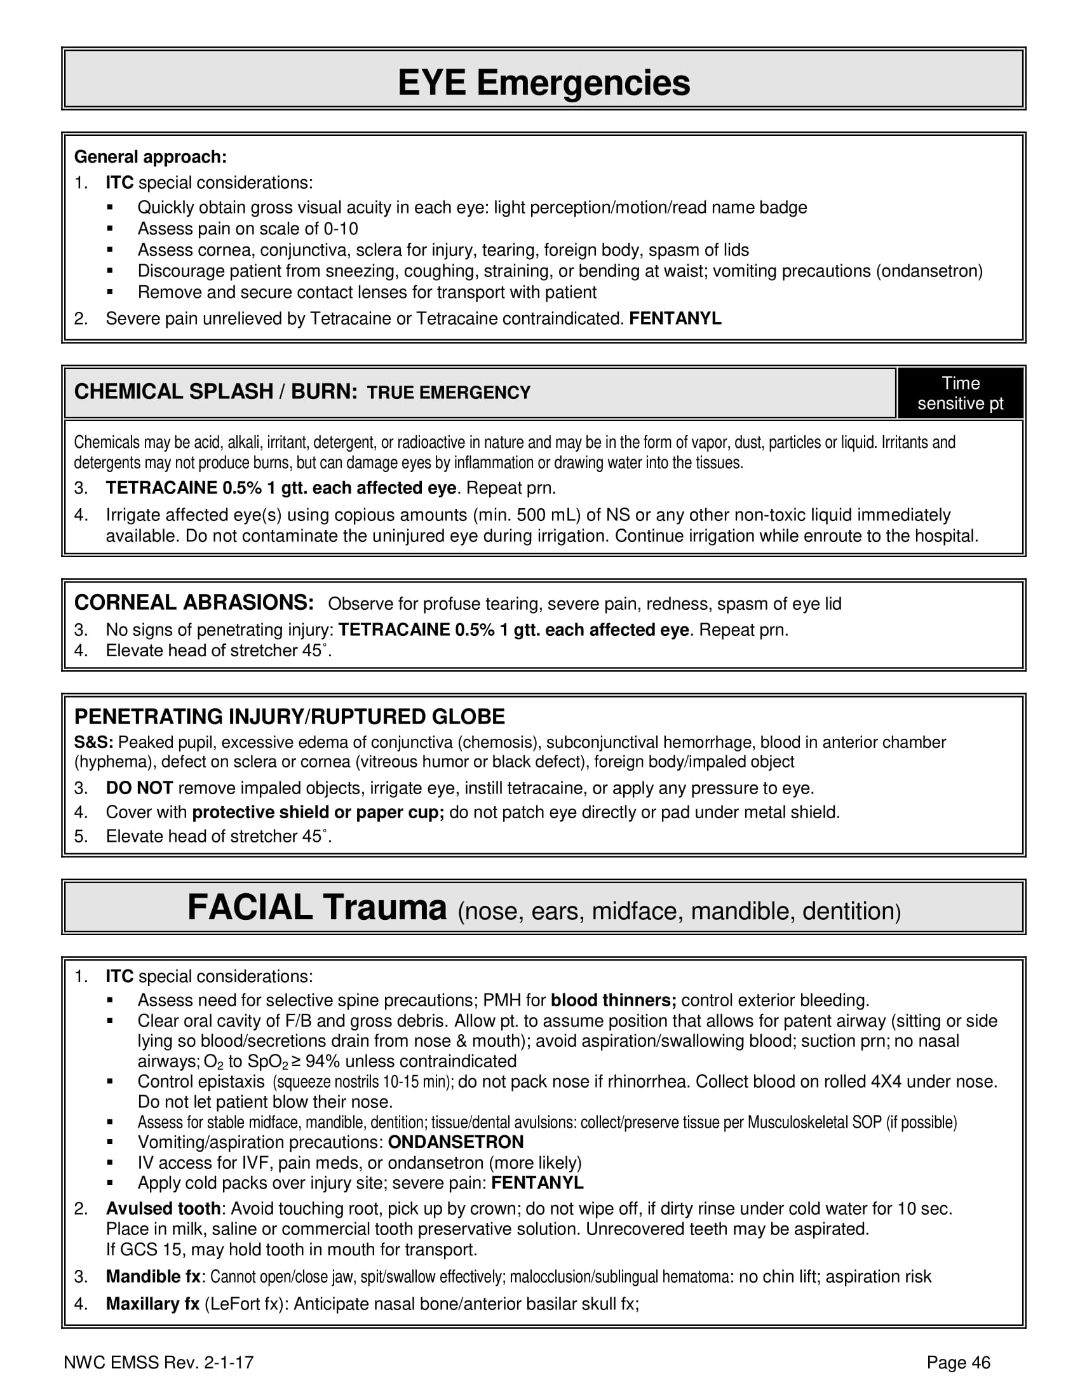 EYE Emergencies
General approach:
1. ITC special considerations:
▪ Quickly obtain gross visual acuity in each eye: light perception/motion/read name badge
▪ Assess pain on scale of 0-10
▪ Assess cornea, conjunctiva, sclera for injury, tearing, foreign body, spasm of lids
▪ Discourage patient from sneezing, coughing, straining, or bending at waist; vomiting precautions (ondansetron)
▪ Remove and secure contact lenses for transport with patient
2. Severe pain unrelieved by Tetracaine or Tetracaine contraindicated. FENTANYL
CHEMICAL SPLASH / BURN: TRUE EMERGENCY
Time
sensitive pt
Chemicals may be acid, alkali, irritant, detergent, or radioactive in nature and may be in the form of vapor, dust, particles or liquid. Irritants and
detergents may not produce burns, but can damage eyes by inflammation or drawing water into the tissues.
3. TETRACAINE 0.5% 1 gtt. each affected eye. Repeat prn.
4. Irrigate affected eye(s) using copious amounts (min. 500 mL) of NS or any other non-toxic liquid immediately
available. Do not contaminate the uninjured eye during irrigation. Continue irrigation while enroute to the hospital.
CORNEAL ABRASIONS: Observe for profuse tearing, severe pain, redness, spasm of eye lid
3. No signs of penetrating injury: TETRACAINE 0.5% 1 gtt. each affected eye. Repeat prn.
4. Elevate head of stretcher 45˚.
PENETRATING INJURY/RUPTURED GLOBE
S&S: Peaked pupil, excessive edema of conjunctiva (chemosis), subconjunctival hemorrhage, blood in anterior chamber
(hyphema), defect on sclera or cornea (vitreous humor or black defect), foreign body/impaled object
3. DO NOT remove impaled objects, irrigate eye, instill tetracaine, or apply any pressure to eye.
4. Cover with protective shield or paper cup; do not patch eye directly or pad under metal shield.
5. Elevate head of stretcher 45˚.
FACIAL Trauma (nose, ears, midface, mandible, dentition)
1. ITC special considerations:
▪ Assess need for selective spine precautions; PMH for blood thinners; control exterior bleeding.
▪ Clear oral cavity of F/B and gross debris. Allow pt. to assume position that allows for patent airway (sitting or side
lying so blood/secretions drain from nose & mouth); avoid aspiration/swallowing blood; suction prn; no nasal
airways; O2 to SpO2 ≥ 94% unless contraindicated
▪ Control epistaxis (squeeze nostrils 10-15 min); do not pack nose if rhinorrhea. Collect blood on rolled 4X4 under nose.
Do not let patient blow their nose.
▪ Assess for stable midface, mandible, dentition; tissue/dental avulsions: collect/preserve tissue per Musculoskeletal SOP (if possible)
▪ Vomiting/aspiration precautions: ONDANSETRON
▪ IV access for IVF, pain meds, or ondansetron (more likely)
▪ Apply cold packs over injury site; severe pain: FENTANYL
2. Avulsed tooth: Avoid touching root, pick up by crown; do not wipe off, if dirty rinse under cold water for 10 sec.
Place in milk, saline or commercial tooth preservative solution. Unrecovered teeth may be aspirated.
If GCS 15, may hold tooth in mouth for transport.
3. Mandible fx: Cannot open/close jaw, spit/swallow effectively; malocclusion/sublingual hematoma: no chin lift; aspiration risk
4. Maxillary fx (LeFort fx): Anticipate nasal bone/anterior basilar skull fx;
NWC EMSS Rev. 2-1-17
Page 46